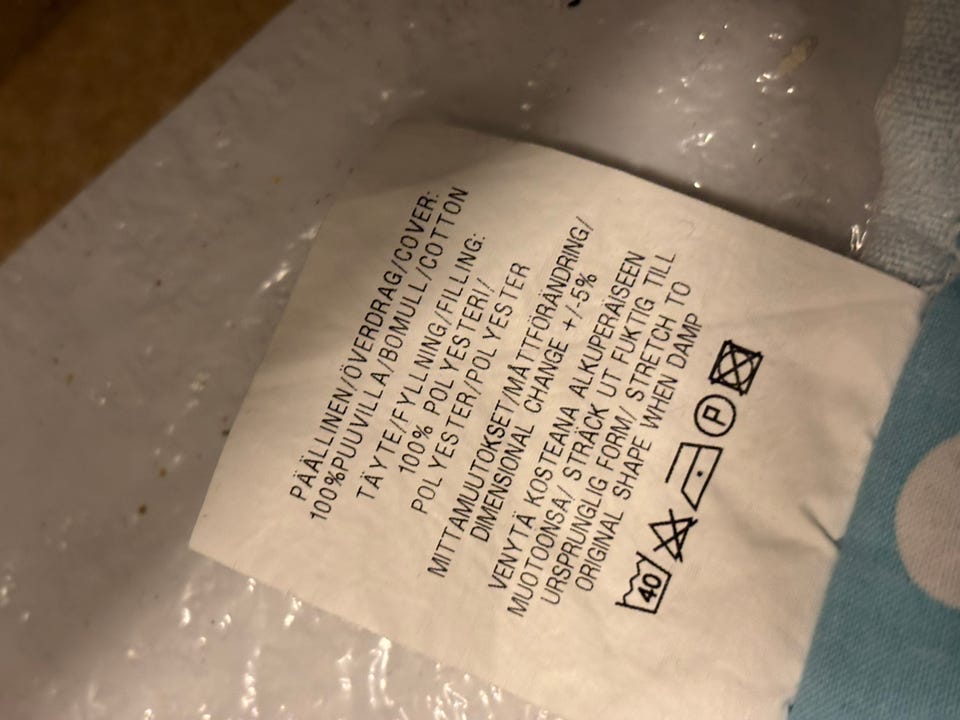 PÄÄLLINEN/ÖVERDRAG/COVER:
100%PUUVILLA/BOMULL/COTTON
TÄYTE/FYLLNING/FILLING:
100% POLYESTERI/
POLYESTER/POLYESTER
MITTAMUUTOKSET/MÅTTFÖRÄNDRING/
DIMENSIONAL CHANGE +/-5%
VENYTÄ KOSTEANA ALKUPERÄISEEN
MUOTOONSA/ STRÄCK UT FUKTIG TILL
URSPRUNGLIG FORM/ STRETCH TO
ORIGINAL SHAPE WHEN DAMP
40 P